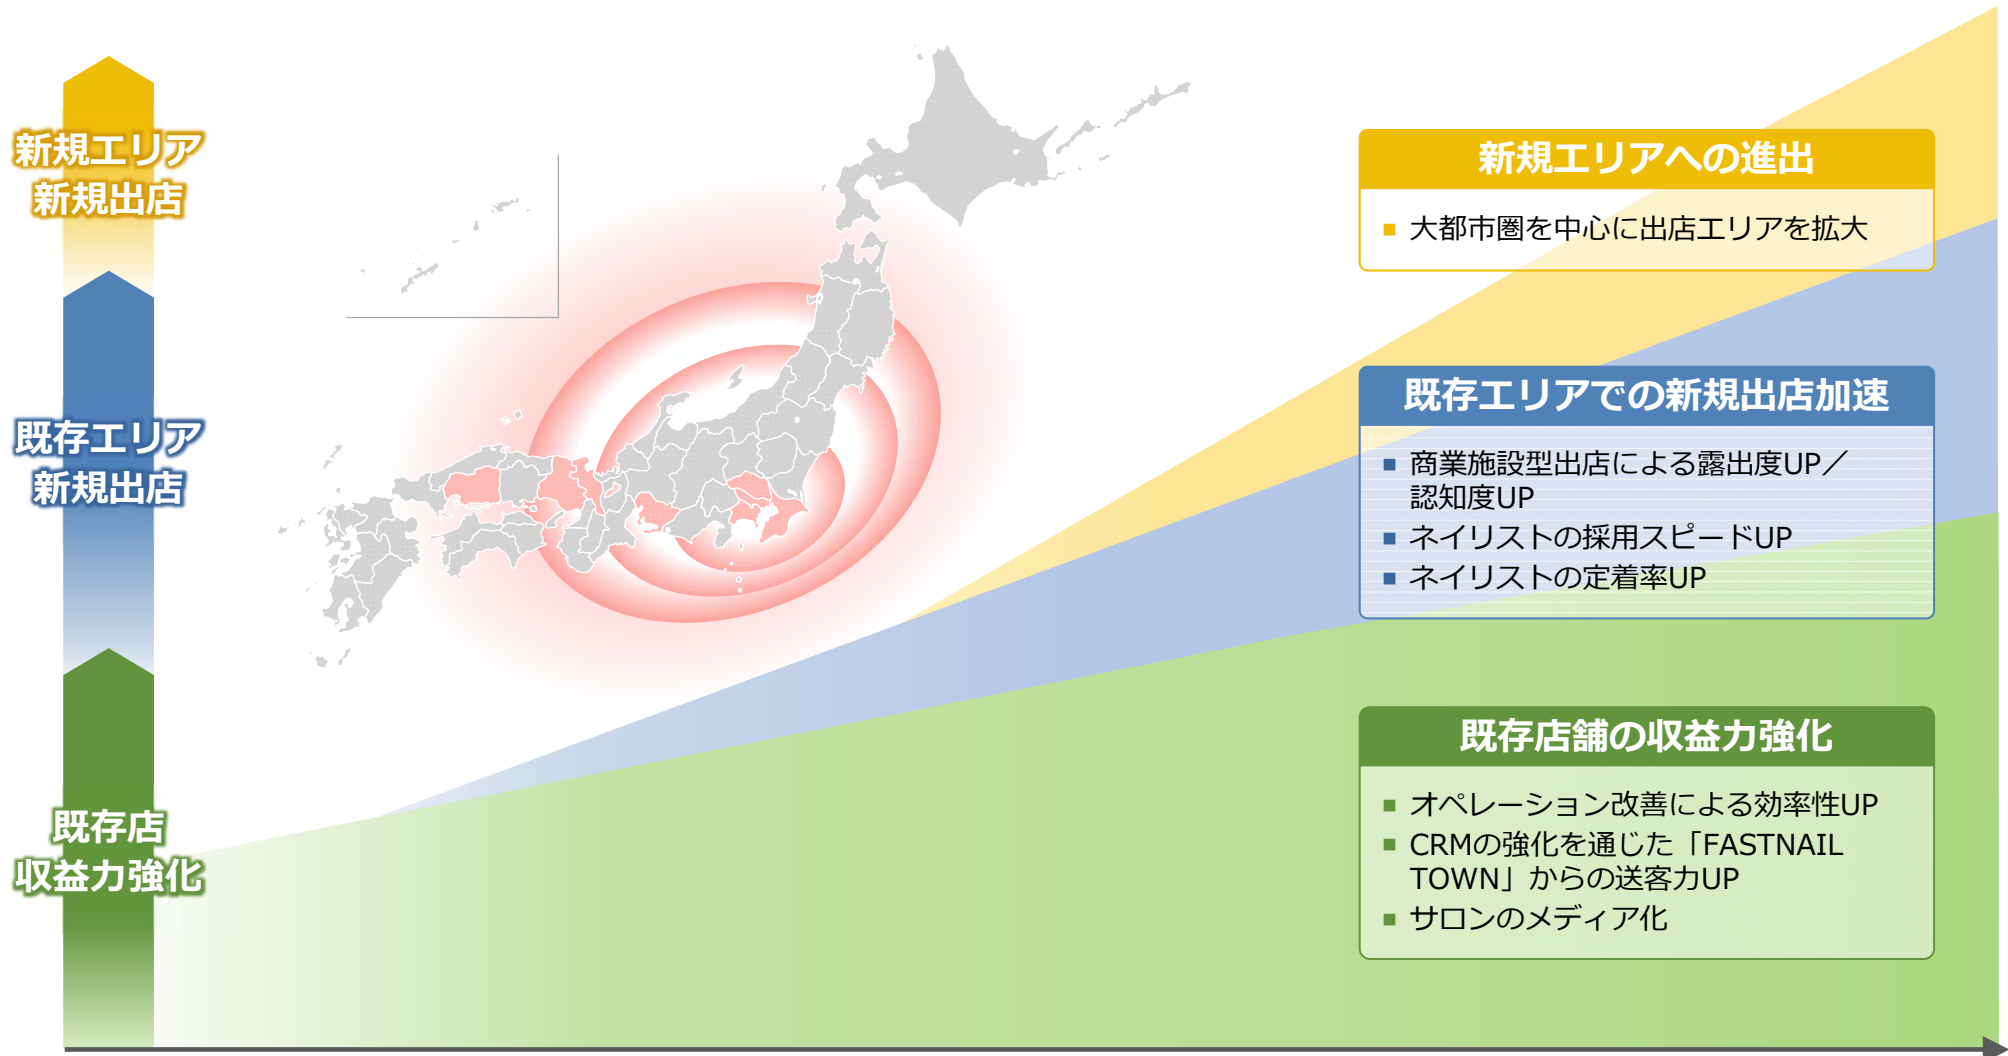 新規エリア
新規出店
既存エリア
新規出店
既存店
収益力強化
新規エリアへの進出
■ 大都市圏を中心に出店エリアを拡大
既存エリアでの新規出店加速
■ 商業施設型出店による露出度UP／
認知度UP
■ ネイリストの採用スピードUP
■ ネイリストの定着率UP
既存店舗の収益力強化
■ オペレーション改善による効率性UP
■ CRMの強化を通じた「FASTNAIL
TOWN」からの送客力UP
■ サロンのメディア化